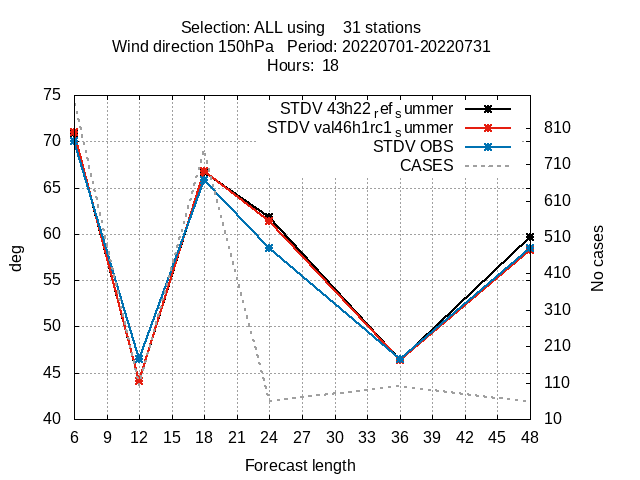 Selection: ALL using 31 stations
Wind direction 150hPa Period: 20220701-20220731
Hours: 18
STDV 43h22_ref_summer
STDV val46h1rc1_summer
STDV OBS
CASES
75
70
65
60
55
50
45
40
deg
810
710
610
510
410
310
210
110
10
No cases
6 9 12 15 18 21 24 27 30 33 36 39 42 45 48
Forecast length